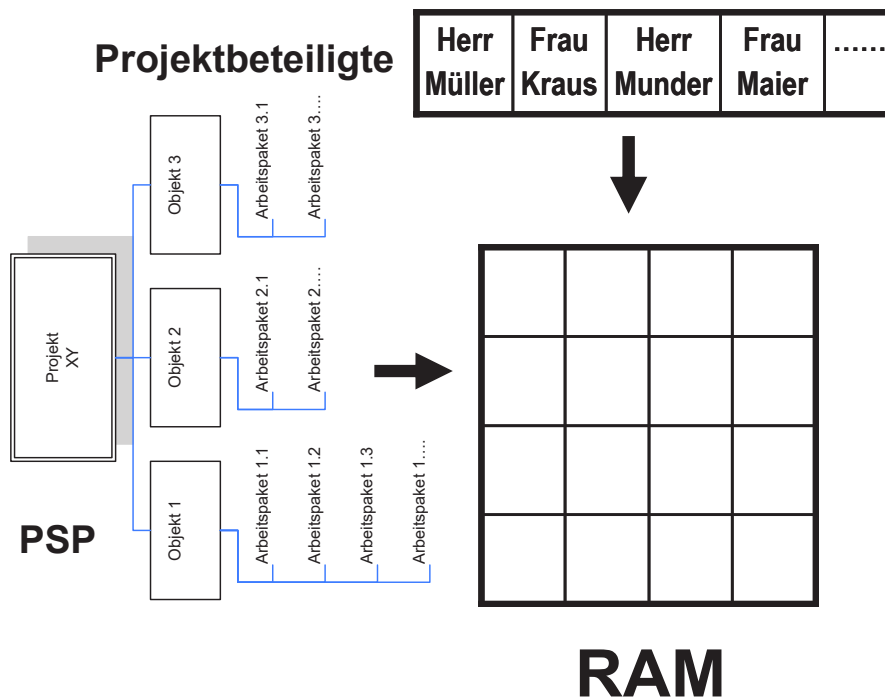 Projektbeteiligte
Herr Müller
Frau Kraus
Herr Munder
Frau Maier
......
Projekt XY
Objekt 3
Arbeitspaket 3.1
Arbeitspaket 3....
Objekt 2
Arbeitspaket 2.1
Arbeitspaket 2....
Objekt 1
Arbeitspaket 1.1
Arbeitspaket 1.2
Arbeitspaket 1.3
Arbeitspaket 1....
PSP
RAM